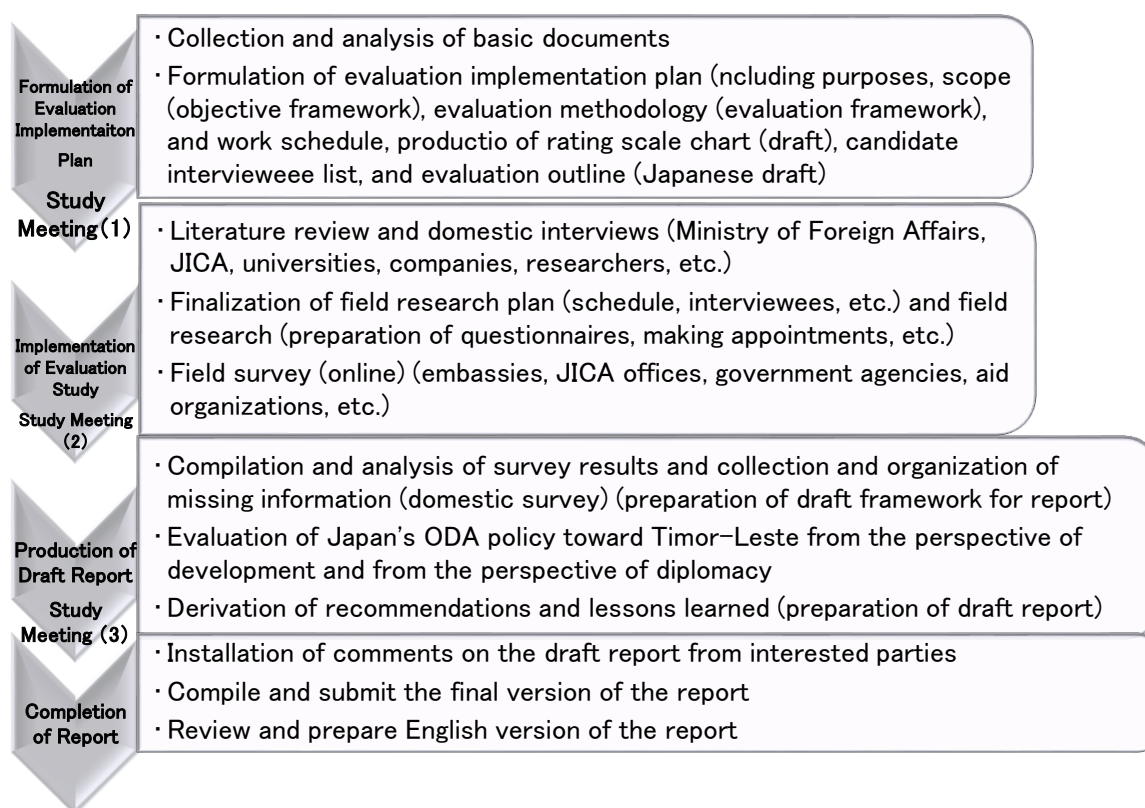 Formulation of
Evaluation
Implementaiton
Plan
Study
Meeting(1)
・Collection and analysis of basic documents
・Formulation of evaluation implementation plan (ncluding purposes, scope
(objective framework), evaluation methodology (evaluation framework),
and work schedule, productio of rating scale chart (draft), candidate
intervieweee list, and evaluation outline (Japanese draft)
Implementation
of Evaluation
Study
Study Meeting
(2)
・Literature review and domestic interviews (Ministry of Foreign Affairs,
JICA, universities, companies, researchers, etc.)
・Finalization of field research plan (schedule, interviewees, etc.) and field
research (preparation of questionnaires, making appointments, etc.)
・Field survey (online) (embassies, JICA offices, government agencies, aid
organizations, etc.)
Production of
Draft Report
Study
Meeting (3)
・Compilation and analysis of survey results and collection and organization of
missing information (domestic survey) (preparation of draft framework for report)
・Evaluation of Japan's ODA policy toward Timor-Leste from the perspective of
development and from the perspective of diplomacy
・Derivation of recommendations and lessons learned (preparation of draft report)
Completion
of Report
・Installation of comments on the draft report from interested parties
・Compile and submit the final version of the report
・Review and prepare English version of the report